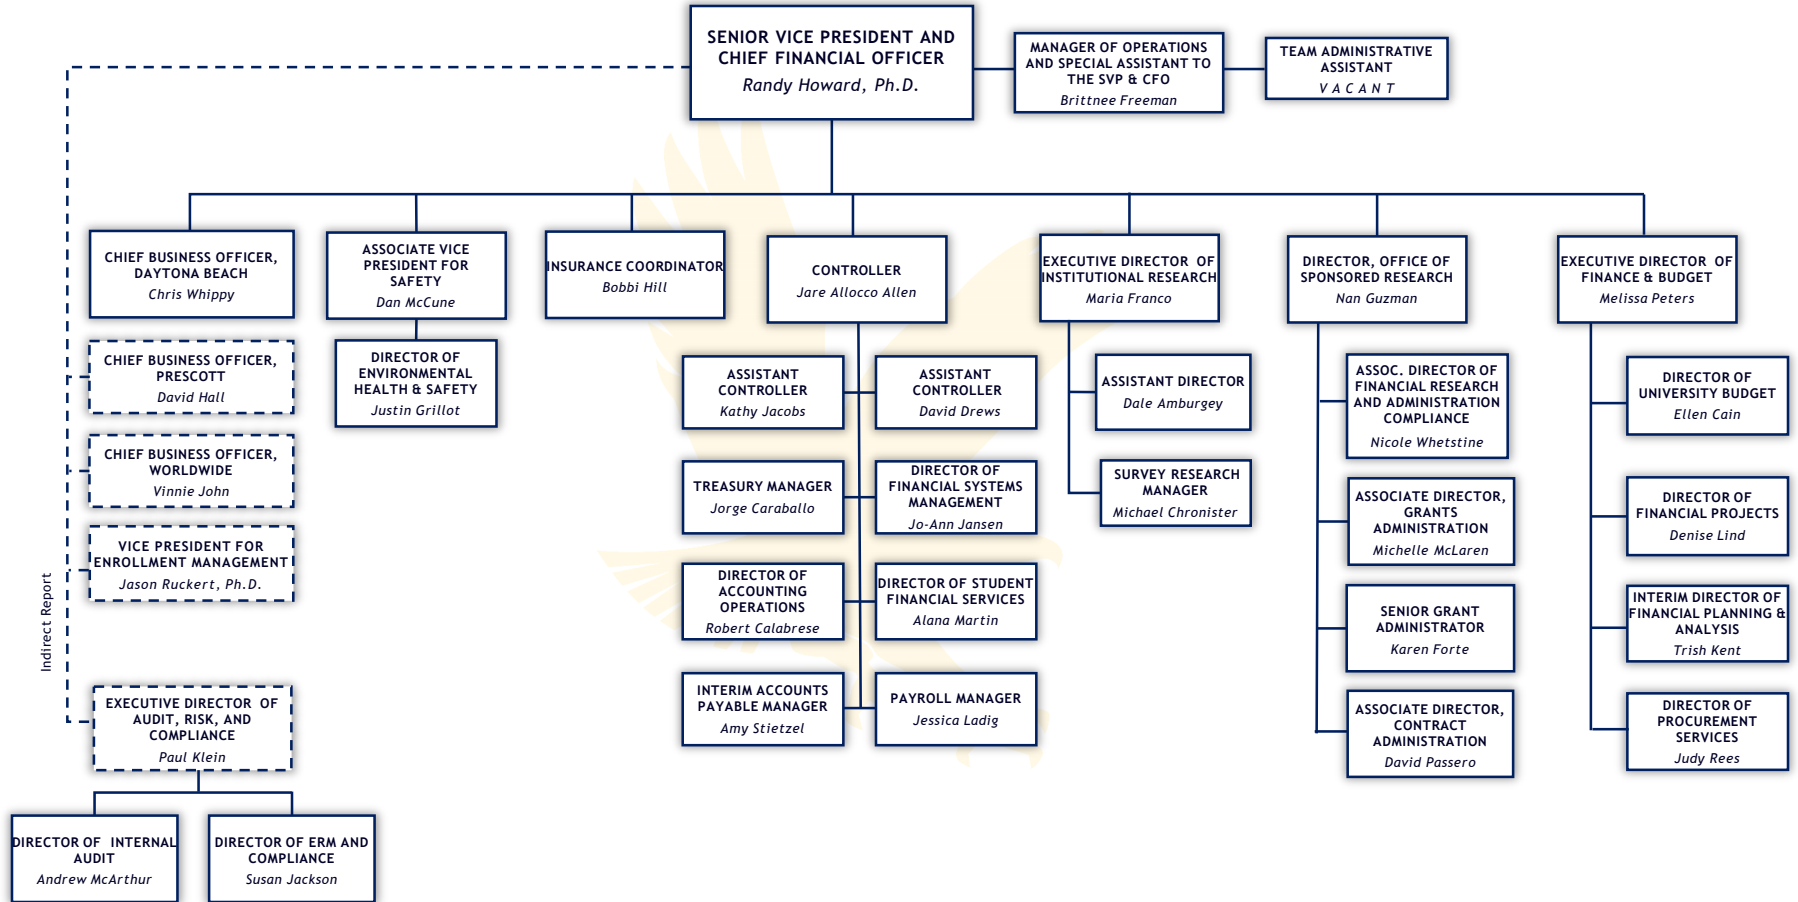 SENIOR VICE PRESIDENT AND
CHIEF FINANCIAL OFFICER
Randy Howard, Ph.D.
MANAGER OF OPERATIONS
AND SPECIAL ASSISTANT TO
THE SVP & CFO
Brittnee Freeman
TEAM ADMINISTRATIVE
ASSISTANT
VACANT
CHIEF BUSINESS OFFICER,
DAYTONA BEACH
Chris Whippy
ASSOCIATE VICE
PRESIDENT FOR
SAFETY
Dan McCune
INSURANCE COORDINATOR
Bobbi Hill
CONTROLLER
Jare Allocco Allen
EXECUTIVE DIRECTOR OF
INSTITUTIONAL RESEARCH
Maria Franco
DIRECTOR, OFFICE OF
SPONSORED RESEARCH
Nan Guzman
EXECUTIVE DIRECTOR OF
FINANCE & BUDGET
Melissa Peters
CHIEF BUSINESS OFFICER,
PRESCOTT
David Hall
CHIEF BUSINESS OFFICER,
WORLDWIDE
Vinnie John
VICE PRESIDENT FOR
ENROLLMENT MANAGEMENT
Jason Ruckert, Ph.D.
Indirect Report
EXECUTIVE DIRECTOR OF
AUDIT, RISK, AND
COMPLIANCE
Paul Klein
DIRECTOR OF INTERNAL
AUDIT
Andrew McArthur
DIRECTOR OF ERM AND
COMPLIANCE
Susan Jackson
DIRECTOR OF
ENVIRONMENTAL
HEALTH & SAFETY
Justin Grillot
ASSISTANT
CONTROLLER
Kathy Jacobs
ASSISTANT
CONTROLLER
David Drews
TREASURY MANAGER
Jorge Caraballo
DIRECTOR OF
FINANCIAL SYSTEMS
MANAGEMENT
Jo-Ann Jansen
DIRECTOR OF
ACCOUNTING
OPERATIONS
Robert Calabrese
DIRECTOR OF STUDENT
FINANCIAL SERVICES
Alana Martin
INTERIM ACCOUNTS
PAYABLE MANAGER
Amy Stietzel
PAYROLL MANAGER
Jessica Ladig
ASSISTANT DIRECTOR
Dale Amburgey
SURVEY RESEARCH
MANAGER
Michael Chronister
ASSOC. DIRECTOR OF
FINANCIAL RESEARCH
AND ADMINISTRATION
COMPLIANCE
Nicole Whetstine
ASSOCIATE DIRECTOR,
GRANTS
ADMINISTRATION
Michelle McLaren
SENIOR GRANT
ADMINISTRATOR
Karen Forte
ASSOCIATE DIRECTOR,
CONTRACT
ADMINISTRATION
David Passero
DIRECTOR OF
UNIVERSITY BUDGET
Ellen Cain
DIRECTOR OF
FINANCIAL PROJECTS
Denise Lind
INTERIM DIRECTOR OF
FINANCIAL PLANNING &
ANALYSIS
Trish Kent
DIRECTOR OF
PROCUREMENT
SERVICES
Judy Rees